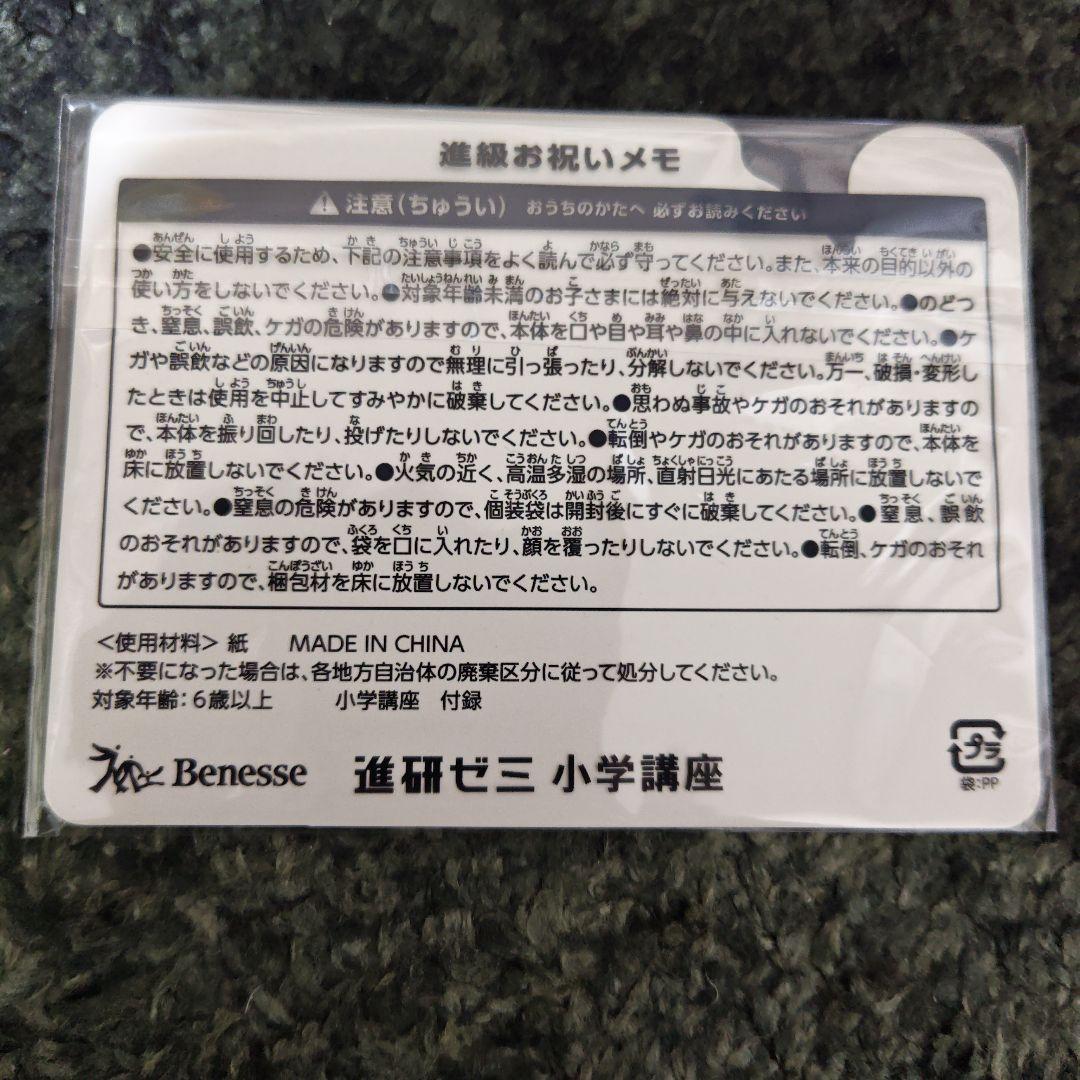 進級お祝いメモ
注意(ちゅうい) おうちのかたへ 必ずお読みください
●安全に使用するため、下記の注意事項をよく読んで必ず守ってください。また、本来の目的以外の
使い方をしないでください。●対象年齢未満のお子さまには絶対に与えないでください。●のどつ
き、窒息、誤飲、ケガの危険がありますので、本体を口や目や耳や鼻の中に入れないでください。●ケ
ガや誤飲などの原因になりますので無理に引っ張ったり、分解しないでください。万一、破損・変形し
たときは使用を中止してすみやかに破棄してください。●思わぬ事故やケガのおそれがありますの
で、本体を振り回したり、投げたりしないでください。●転倒やケガのおそれがありますので、本体を
床に放置しないでください。●火気の近く、高温多湿の場所、直射日光にあたる場所に放置しないで
ください。●窒息の危険がありますので、個装袋は開封後にすぐに破棄してください。●窒息、誤飲
のおそれがありますので、袋を口に入れたり、顔を覆ったりしないでください。●転倒、ケガのおそれ
がありますので、梱包材を床に放置しないでください。
<使用材料> 紙 MADE IN CHINA
※不要になった場合は、各地方自治体の廃棄区分に従って処分してください。
対象年齢:6歳以上 小学講座 付録
Benesse 進研ゼミ 小学講座
プラ
袋:PP